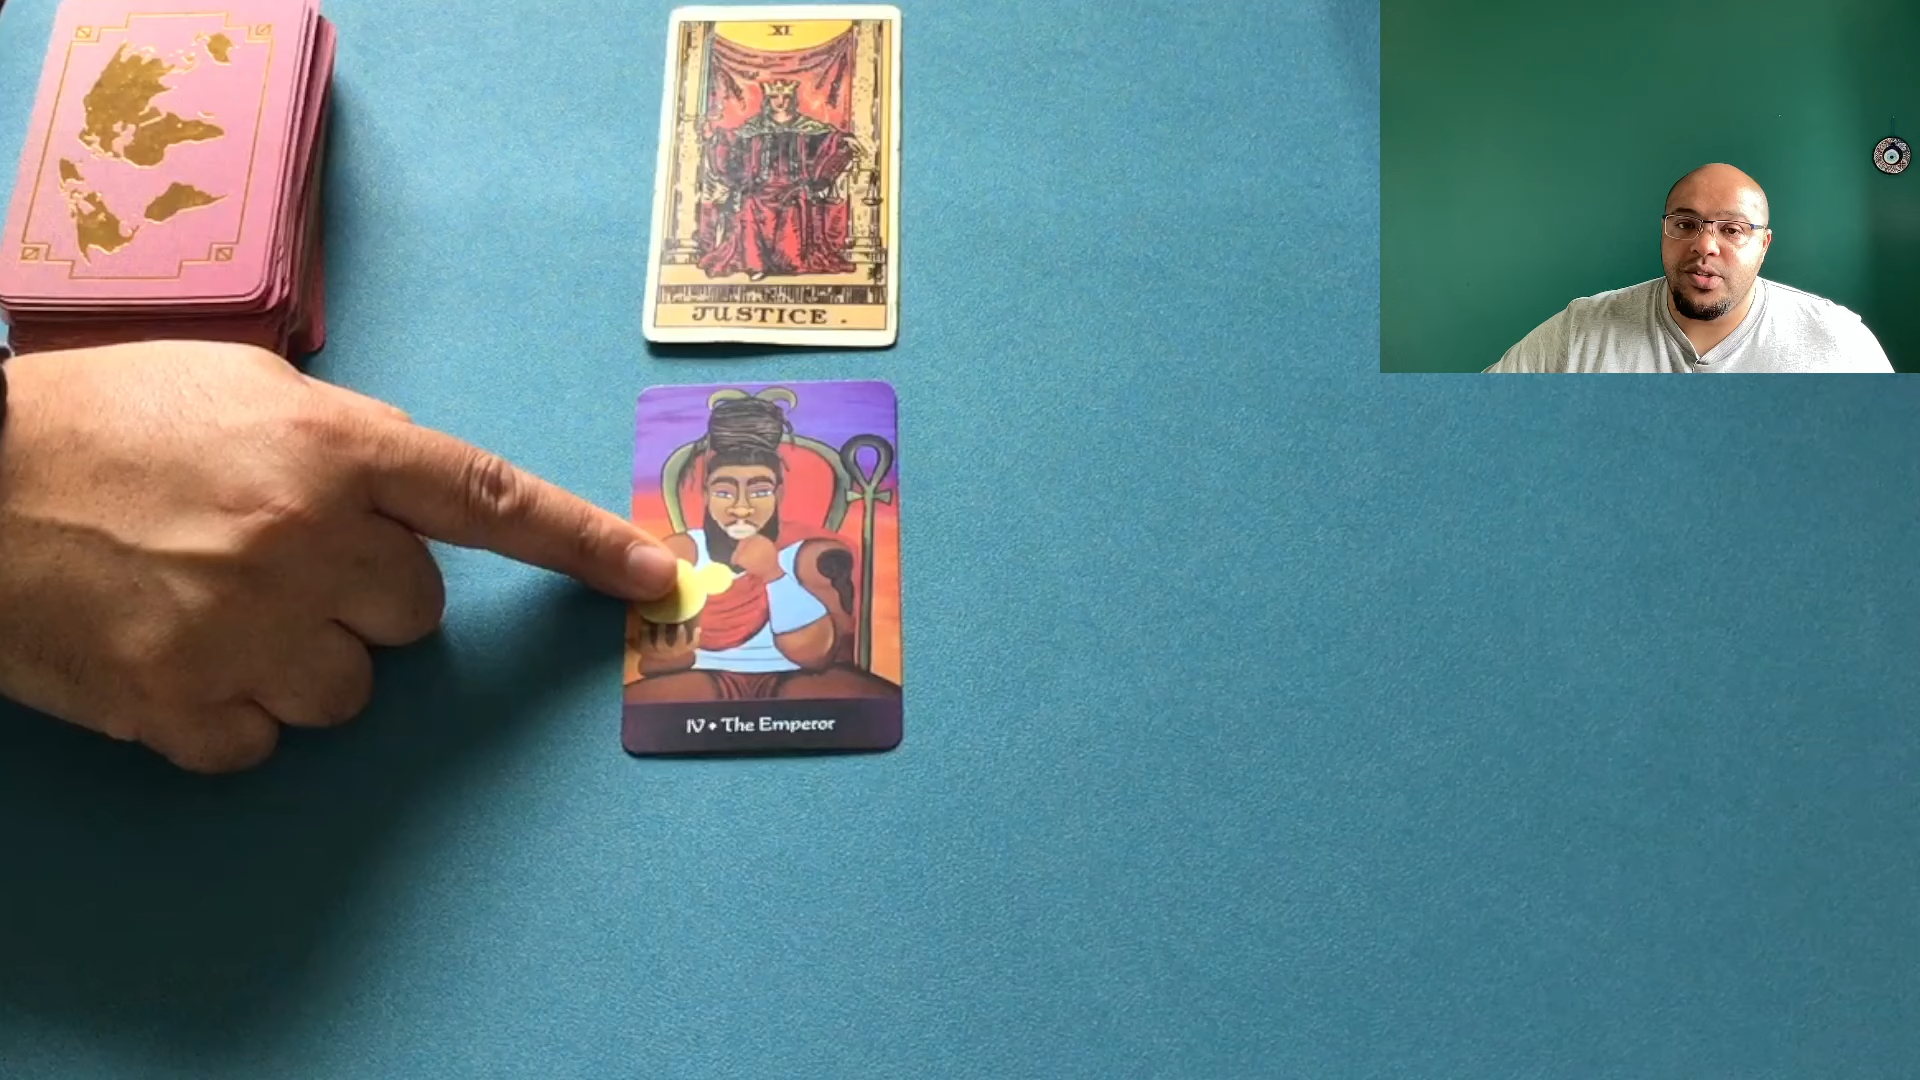 XI
JUSTICE .
IV • The Emperor